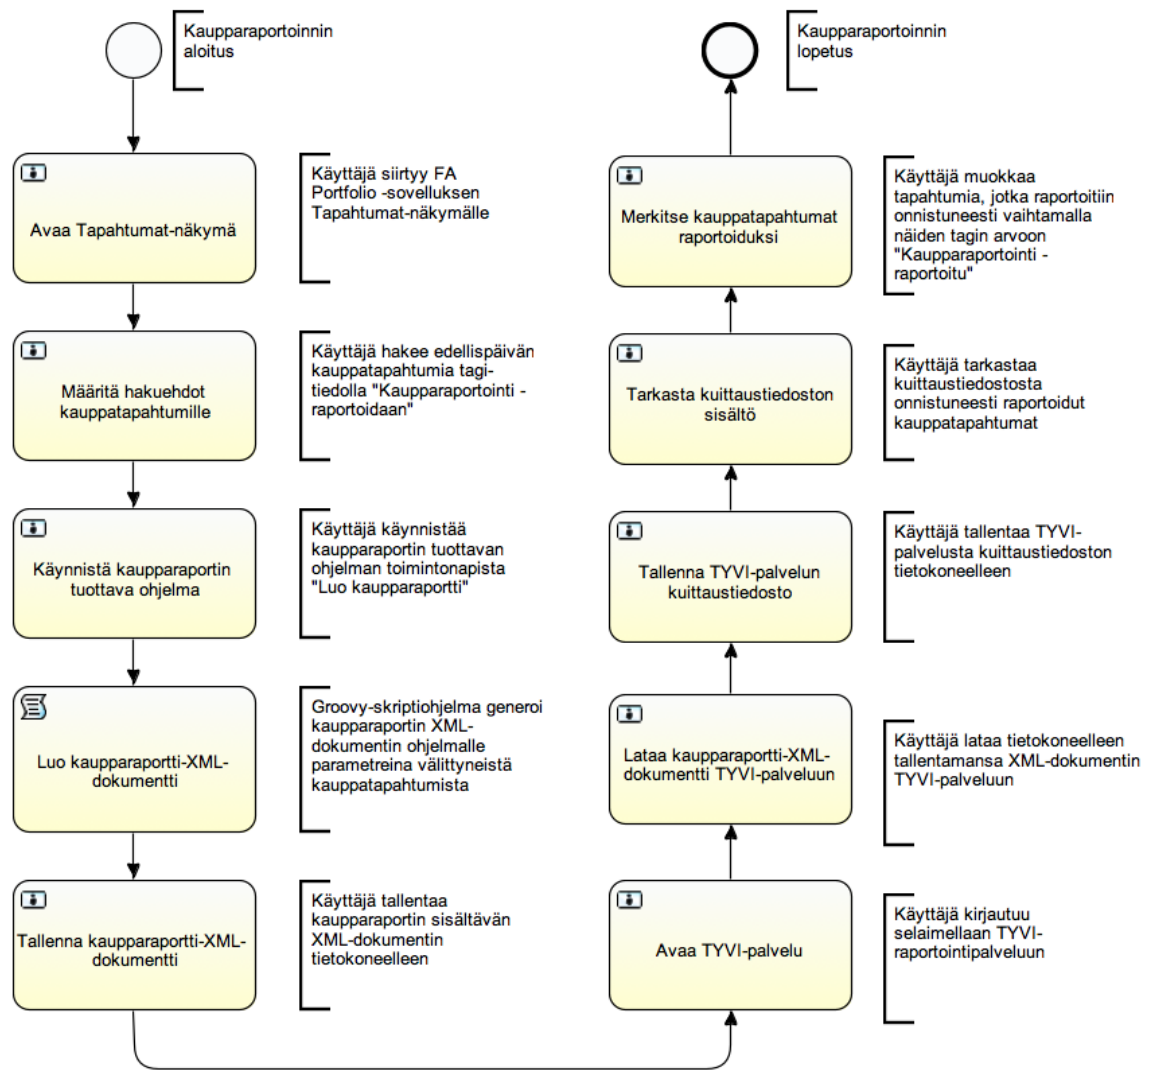 Kaupparaportoinnin
aloitus
Avaa Tapahtumat-näkymä
Käyttäjä siirtyy FA
Portfolio -sovelluksen
Tapahtumat-näkymälle
Määritä hakuehdot
kauppatapahtumille
Käyttäjä hakee edellispäivän
kauppatapahtumia tagi-
tiedolla "Kaupparaportointi -
raportoidaan"
Käynnistä kaupparaportin
tuottava ohjelma
Käyttäjä käynnistää
kaupparaportin tuottavan
ohjelman toimintonapista
"Luo kaupparaportti"
Luo kaupparaportti-XML-
dokumentti
Groovy-skriptiohjelma generoi
kaupparaportin XML-
dokumentin ohjelmalle
parametreina välittyneistä
kauppatapahtumista
Tallenna kaupparaportti-XML-
dokumentti
Käyttäjä tallentaa
kaupparaportin sisältävän
XML-dokumentin
tietokoneelleen
Avaa TYVI-palvelu
Käyttäjä kirjautuu
selaimellaan TYVI-
raportointipalveluun
Lataa kaupparaportti-XML-
dokumentti TYVI-palveluun
Käyttäjä lataa tietokoneelleen
tallentamansa XML-dokumentin
TYVI-palveluun
Tallenna TYVI-palvelun
kuittaustiedosto
Käyttäjä tallentaa TYVI-
palvelusta kuittaustiedoston
tietokoneelleen
Tarkasta kuittaustiedoston
sisältö
Käyttäjä tarkastaa
kuittaustiedostosta
onnistuneesti raportoidut
kauppatapahtumat
Merkitse kauppatapahtumat
raportoiduksi
Käyttäjä muokkaa
tapahtumia, jotka raportoitiin
onnistuneesti vaihtamalla
näiden tagin arvoon
"Kaupparaportointi -
raportoitu"
Kaupparaportoinnin
lopetus